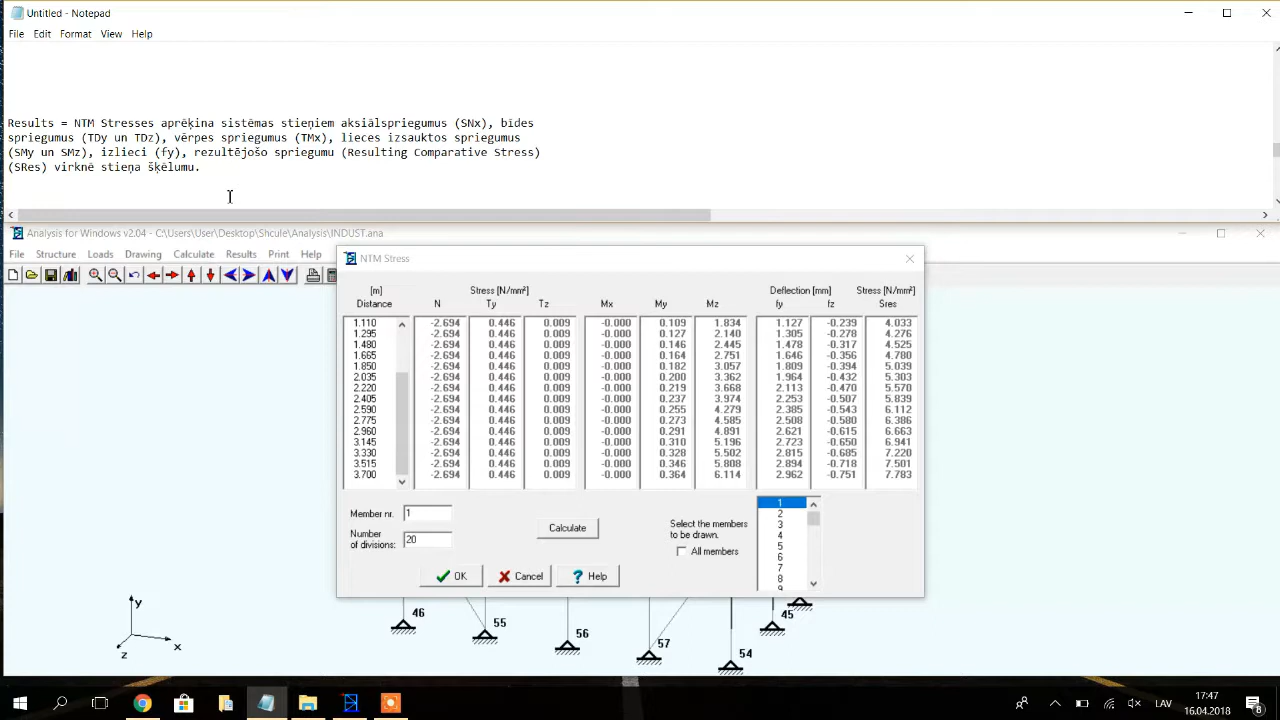 Untitled - Notepad
File Edit Format View Help
Results = NTM Stresses aprēķina sistēmas stieņiem aksiālspriegumus (SNx), bīdes
spriegumus (TDy un TDz), vērpes spriegumus (TMx), lieces izsauktos spriegumus
(SMy un SMz), izlieci (fy), rezultējošo spriegumu (Resulting Comparative Stress)
(SRes) virknē stieņa šķēlumu.
Analysis for Windows v2.04 - C:\Users\User\Desktop\Shcule\Analysis\INDUST.ana
File Structure Loads Drawing Calculate Results Print Help
NTM Stress
[m] Stress [N/mm²] Deflection [mm] Stress [N/mm²]
Distance N Ty Tz Mx My Mz fy fz Sres
1.110 -2.694 0.446 0.009 -0.000 0.109 1.834 1.127 -0.239 4.033
1.295 -2.694 0.446 0.009 -0.000 0.127 2.140 1.305 -0.278 4.276
1.480 -2.694 0.446 0.009 -0.000 0.146 2.445 1.478 -0.317 4.525
1.665 -2.694 0.446 0.009 -0.000 0.164 2.751 1.646 -0.356 4.780
1.850 -2.694 0.446 0.009 -0.000 0.182 3.057 1.809 -0.394 5.039
2.035 -2.694 0.446 0.009 -0.000 0.200 3.362 1.964 -0.432 5.303
2.220 -2.694 0.446 0.009 -0.000 0.219 3.668 2.113 -0.470 5.570
2.405 -2.694 0.446 0.009 -0.000 0.237 3.974 2.253 -0.507 5.839
2.590 -2.694 0.446 0.009 -0.000 0.255 4.279 2.385 -0.543 6.112
2.775 -2.694 0.446 0.009 -0.000 0.273 4.585 2.508 -0.580 6.386
2.960 -2.694 0.446 0.009 -0.000 0.291 4.891 2.621 -0.615 6.663
3.145 -2.694 0.446 0.009 -0.000 0.310 5.196 2.723 -0.650 6.941
3.330 -2.694 0.446 0.009 -0.000 0.328 5.502 2.815 -0.685 7.220
3.515 -2.694 0.446 0.009 -0.000 0.346 5.808 2.894 -0.718 7.501
3.700 -2.694 0.446 0.009 -0.000 0.364 6.114 2.962 -0.751 7.783
Member nr. 1
Number
of divisions: 20
Calculate
Select the members
to be drawn.
All members
1
2
3
4
5
6
7
8
OK Cancel Help
y
x
z
46
55
56
57
54
45
LAV
17:47
16.04.2018
8